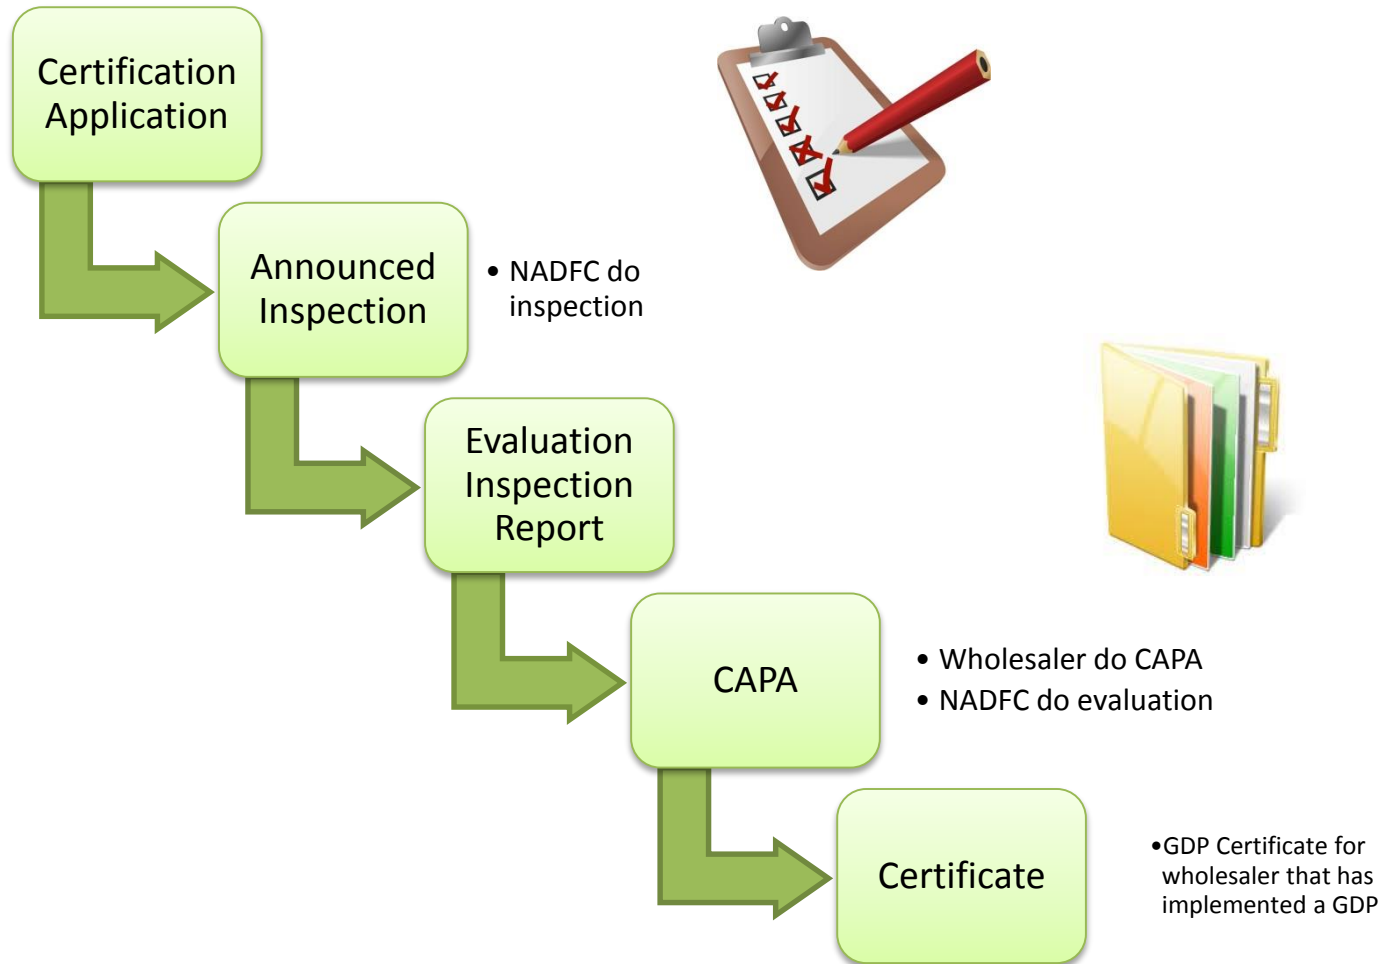 Certification
Application
Announced
Inspection
• NADFC do
inspection
Evaluation
Inspection
Report
CAPA
• Wholesaler do CAPA
• NADFC do evaluation
Certificate
•GDP Certificate for
wholesaler that has
implemented a GDP